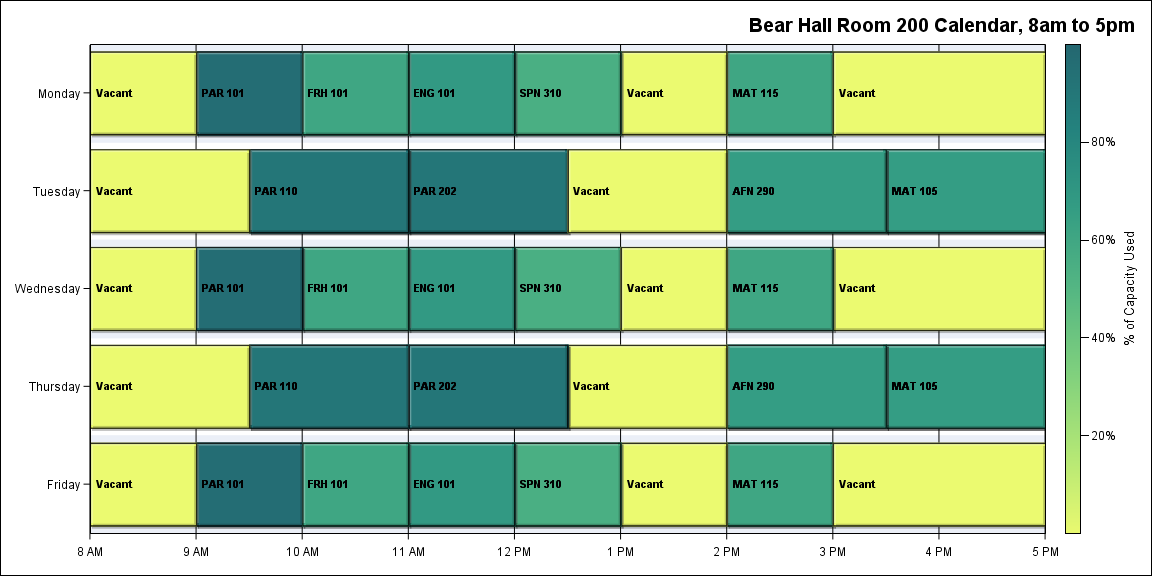 Bear Hall Room 200 Calendar, 8am to 5pm
Monday
Vacant
PAR 101
FRH 101
ENG 101
SPN 310
Vacant
MAT 115
Vacant
Tuesday
Vacant
PAR 110
PAR 202
Vacant
AFN 290
MAT 105
Wednesday
Vacant
PAR 101
FRH 101
ENG 101
SPN 310
Vacant
MAT 115
Vacant
Thursday
Vacant
PAR 110
PAR 202
Vacant
AFN 290
MAT 105
Friday
Vacant
PAR 101
FRH 101
ENG 101
SPN 310
Vacant
MAT 115
Vacant
8 AM
9 AM
10 AM
11 AM
12 PM
1 PM
2 PM
3 PM
4 PM
5 PM
80%
60%
40%
20%
% of Capacity Used